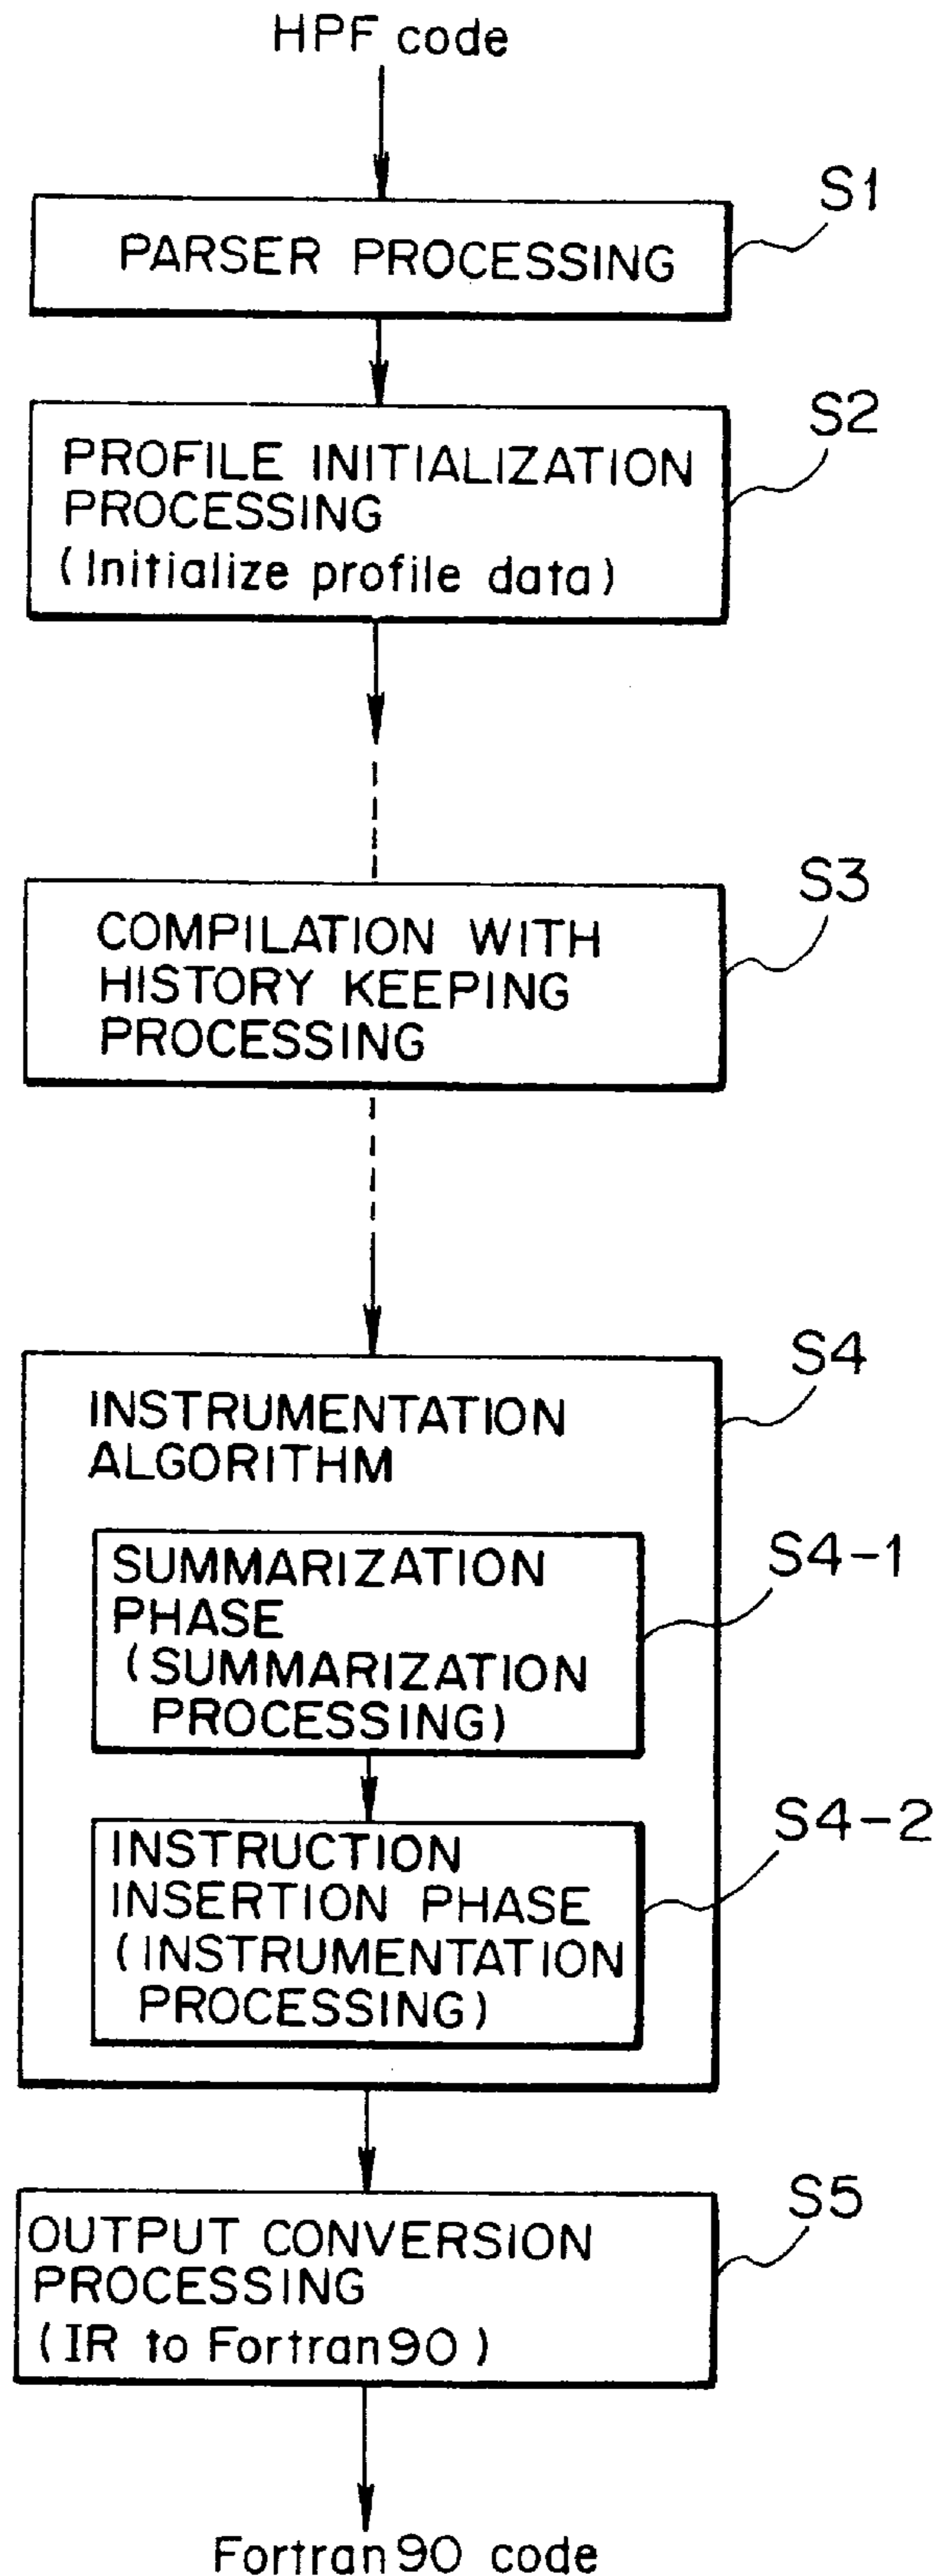 HPF code
S1
PARSER PROCESSING
S2
PROFILE INITIALIZATION
PROCESSING
(Initialize profile data)
S3
COMPILATION WITH
HISTORY KEEPING
PROCESSING
S4
INSTRUMENTATION
ALGORITHM
S4-1
SUMMARIZATION
PHASE
(SUMMARIZATION
PROCESSING)
S4-2
INSTRUCTION
INSERTION PHASE
(INSTRUMENTATION
PROCESSING)
S5
OUTPUT CONVERSION
PROCESSING
(IR to Fortran90)
Fortran90 code